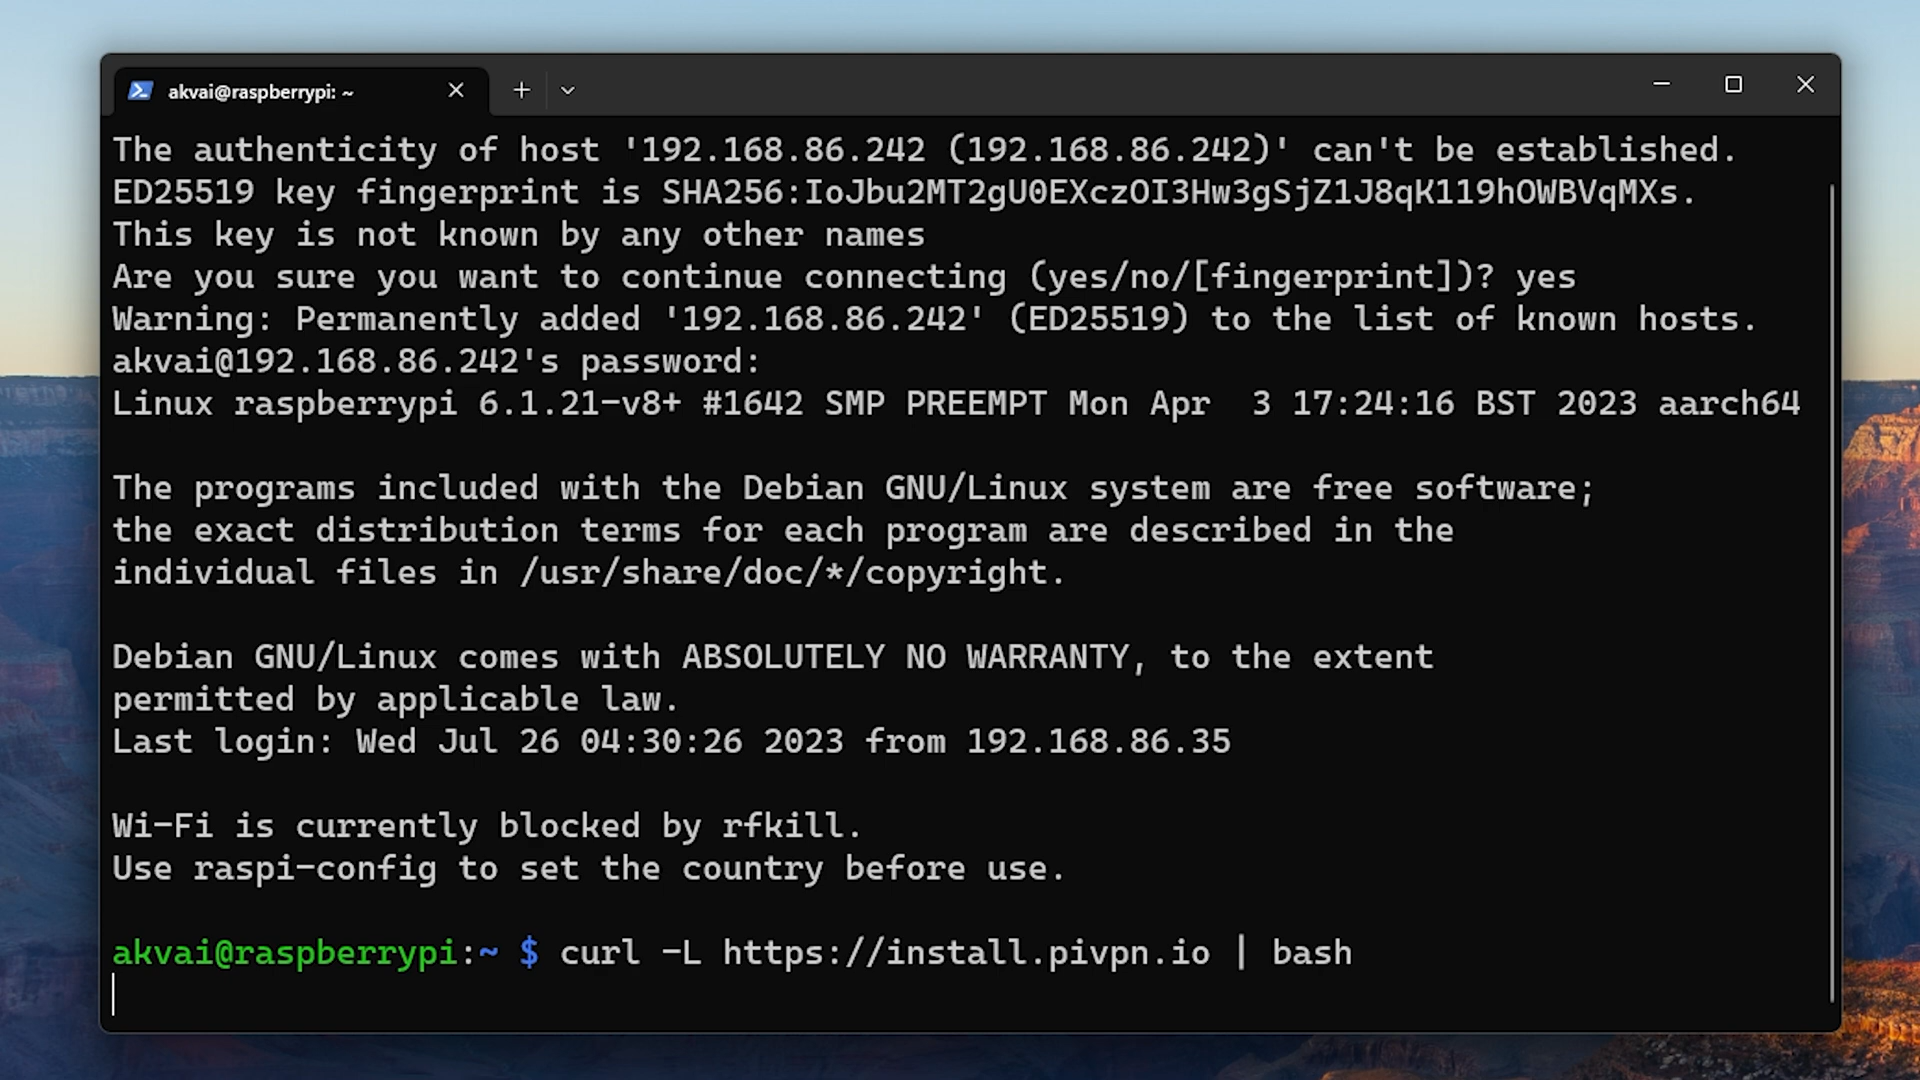 akvai@raspberrypi: ~
The authenticity of host '192.168.86.242 (192.168.86.242)' can't be established.
ED25519 key fingerprint is SHA256:IoJbu2MT2gU0EXczOI3Hw3gSjZ1J8qK119hOWBVqMXs.
This key is not known by any other names
Are you sure you want to continue connecting (yes/no/[fingerprint])? yes
Warning: Permanently added '192.168.86.242' (ED25519) to the list of known hosts.
akvai@192.168.86.242's password:
Linux raspberrypi 6.1.21-v8+ #1642 SMP PREEMPT Mon Apr  3 17:24:16 BST 2023 aarch64
The programs included with the Debian GNU/Linux system are free software;
the exact distribution terms for each program are described in the
individual files in /usr/share/doc/*/copyright.
Debian GNU/Linux comes with ABSOLUTELY NO WARRANTY, to the extent
permitted by applicable law.
Last login: Wed Jul 26 04:30:26 2023 from 192.168.86.35
Wi-Fi is currently blocked by rfkill.
Use raspi-config to set the country before use.
akvai@raspberrypi:~ $ curl -L https://install.pivpn.io | bash